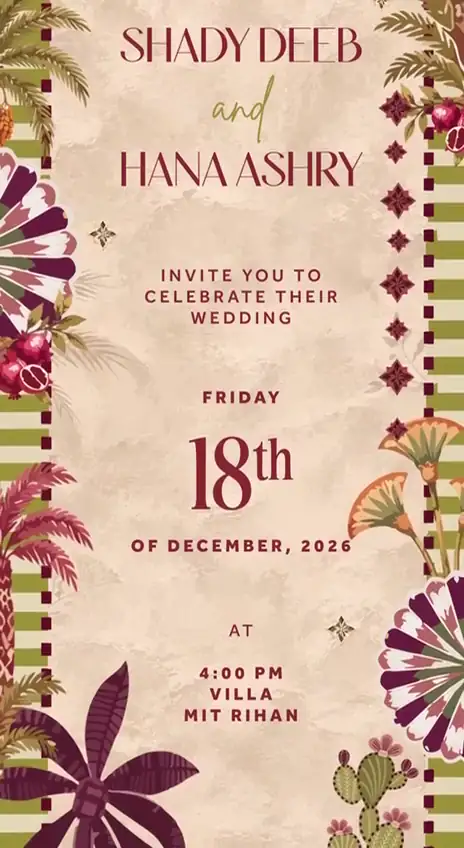 SHADY DEEB
and
HANA ASHRY
INVITE YOU TO
CELEBRATE THEIR
WEDDING
FRIDAY
18th
OF DECEMBER, 2026
AT
4:00 PM
VILLA
MIT RIHAN